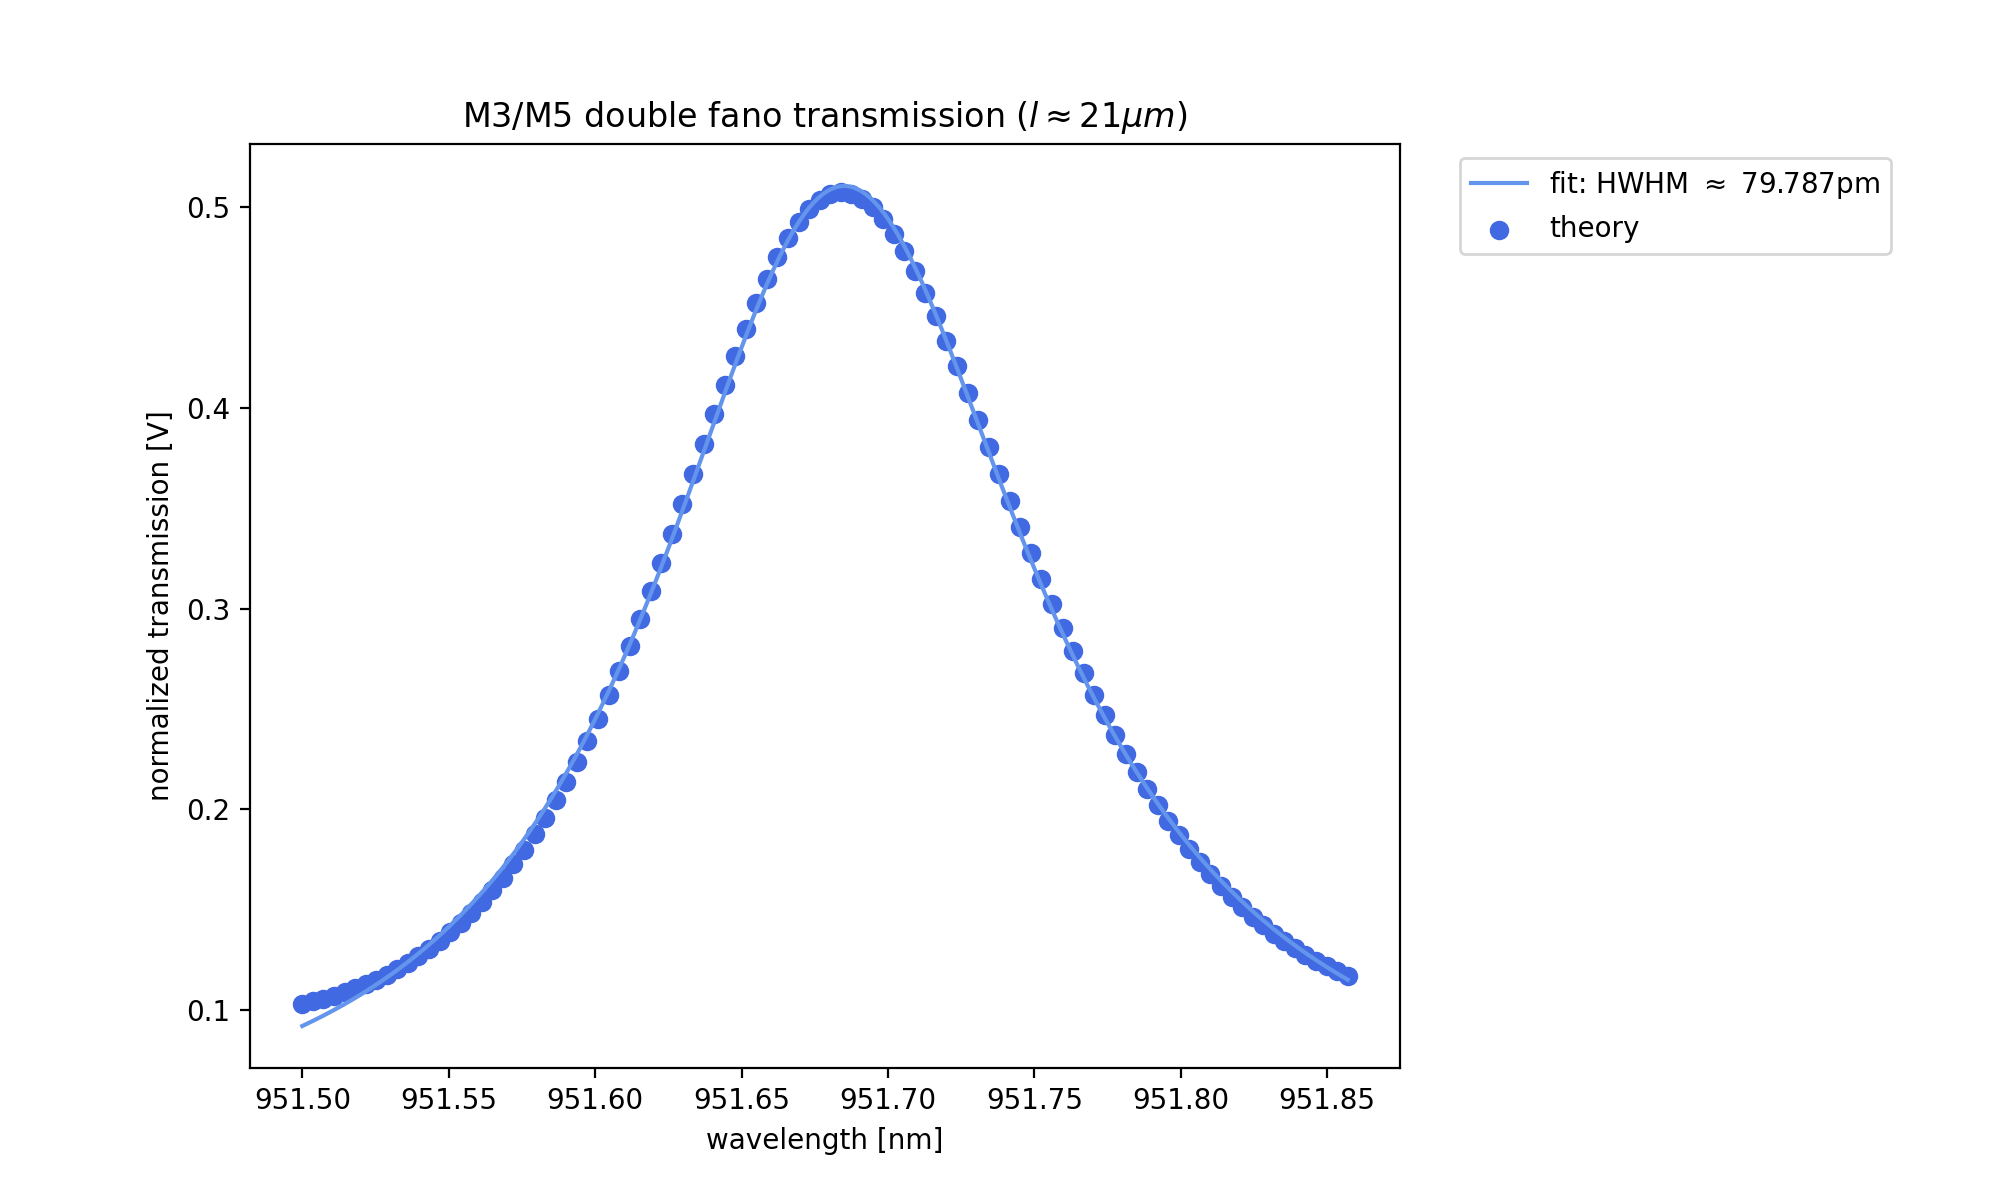 M3/M5 double fano transmission (l ≈ 21μm)
fit: HWHM ≈ 79.787pm
theory
normalized transmission [V]
0.5
0.4
0.3
0.2
0.1
951.50 951.55 951.60 951.65 951.70 951.75 951.80 951.85
wavelength [nm]